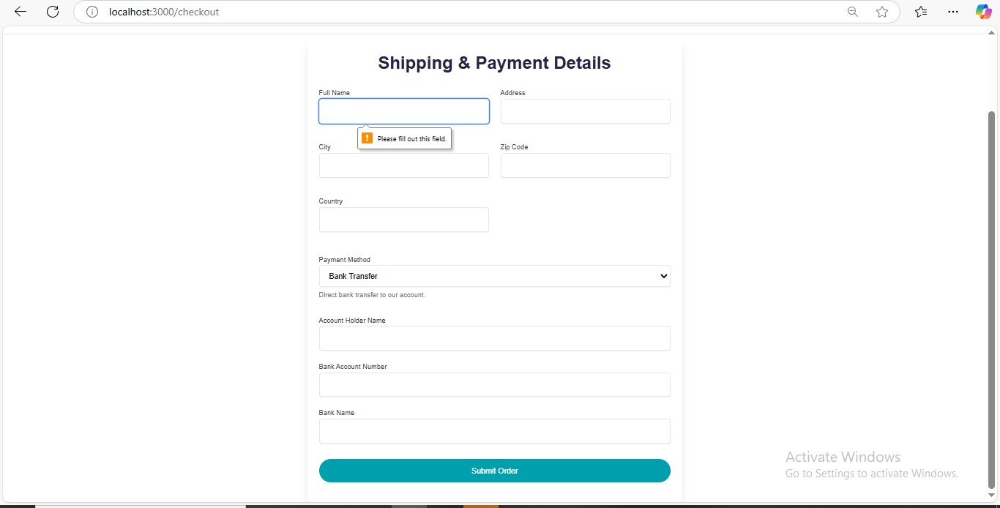 localhost:3000/checkout
Shipping & Payment Details
Full Name
Address
Please fill out this field.
City
Zip Code
Country
Payment Method
Bank Transfer
Direct bank transfer to our account.
Account Holder Name
Bank Account Number
Bank Name
Submit Order
Activate Windows
Go to Settings to activate Windows.